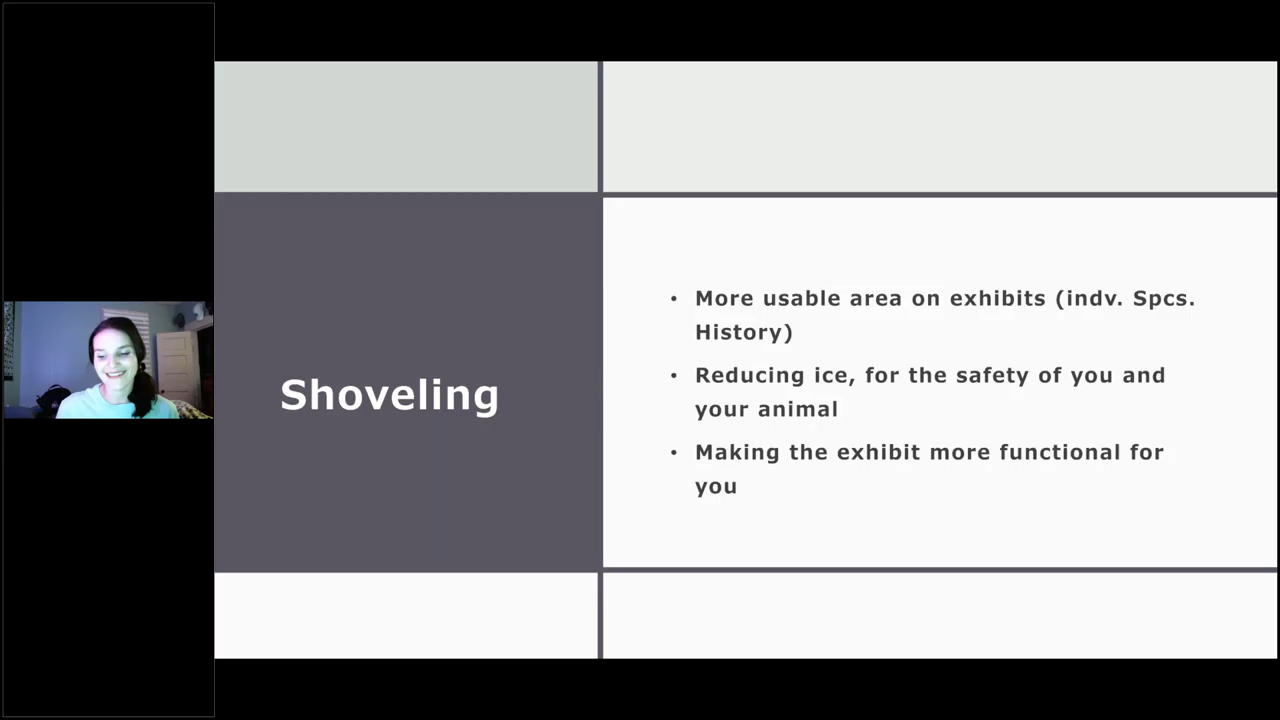 Shoveling
• More usable area on exhibits (indv. Spcs.
History)
• Reducing ice, for the safety of you and
your animal
• Making the exhibit more functional for
you